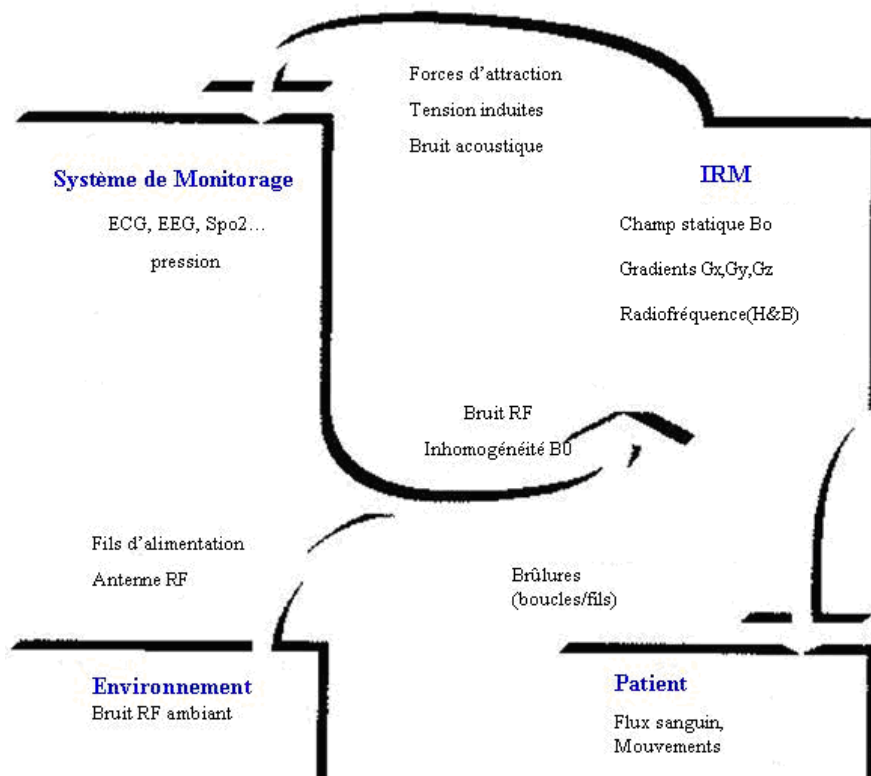 Forces d'attraction
Tension induites
Bruit acoustique
Système de Monitorage
ECG, EEG, Spo2...
pression
IRM
Champ statique Bo
Gradients Gx,Gy,Gz
Radiofréquence(H&B)
Bruit RF
Inhomogénéité B0
Fils d'alimentation
Antenne RF
Brûlures
(boucles/fils)
Environnement
Bruit RF ambiant
Patient
Flux sanguin,
Mouvements